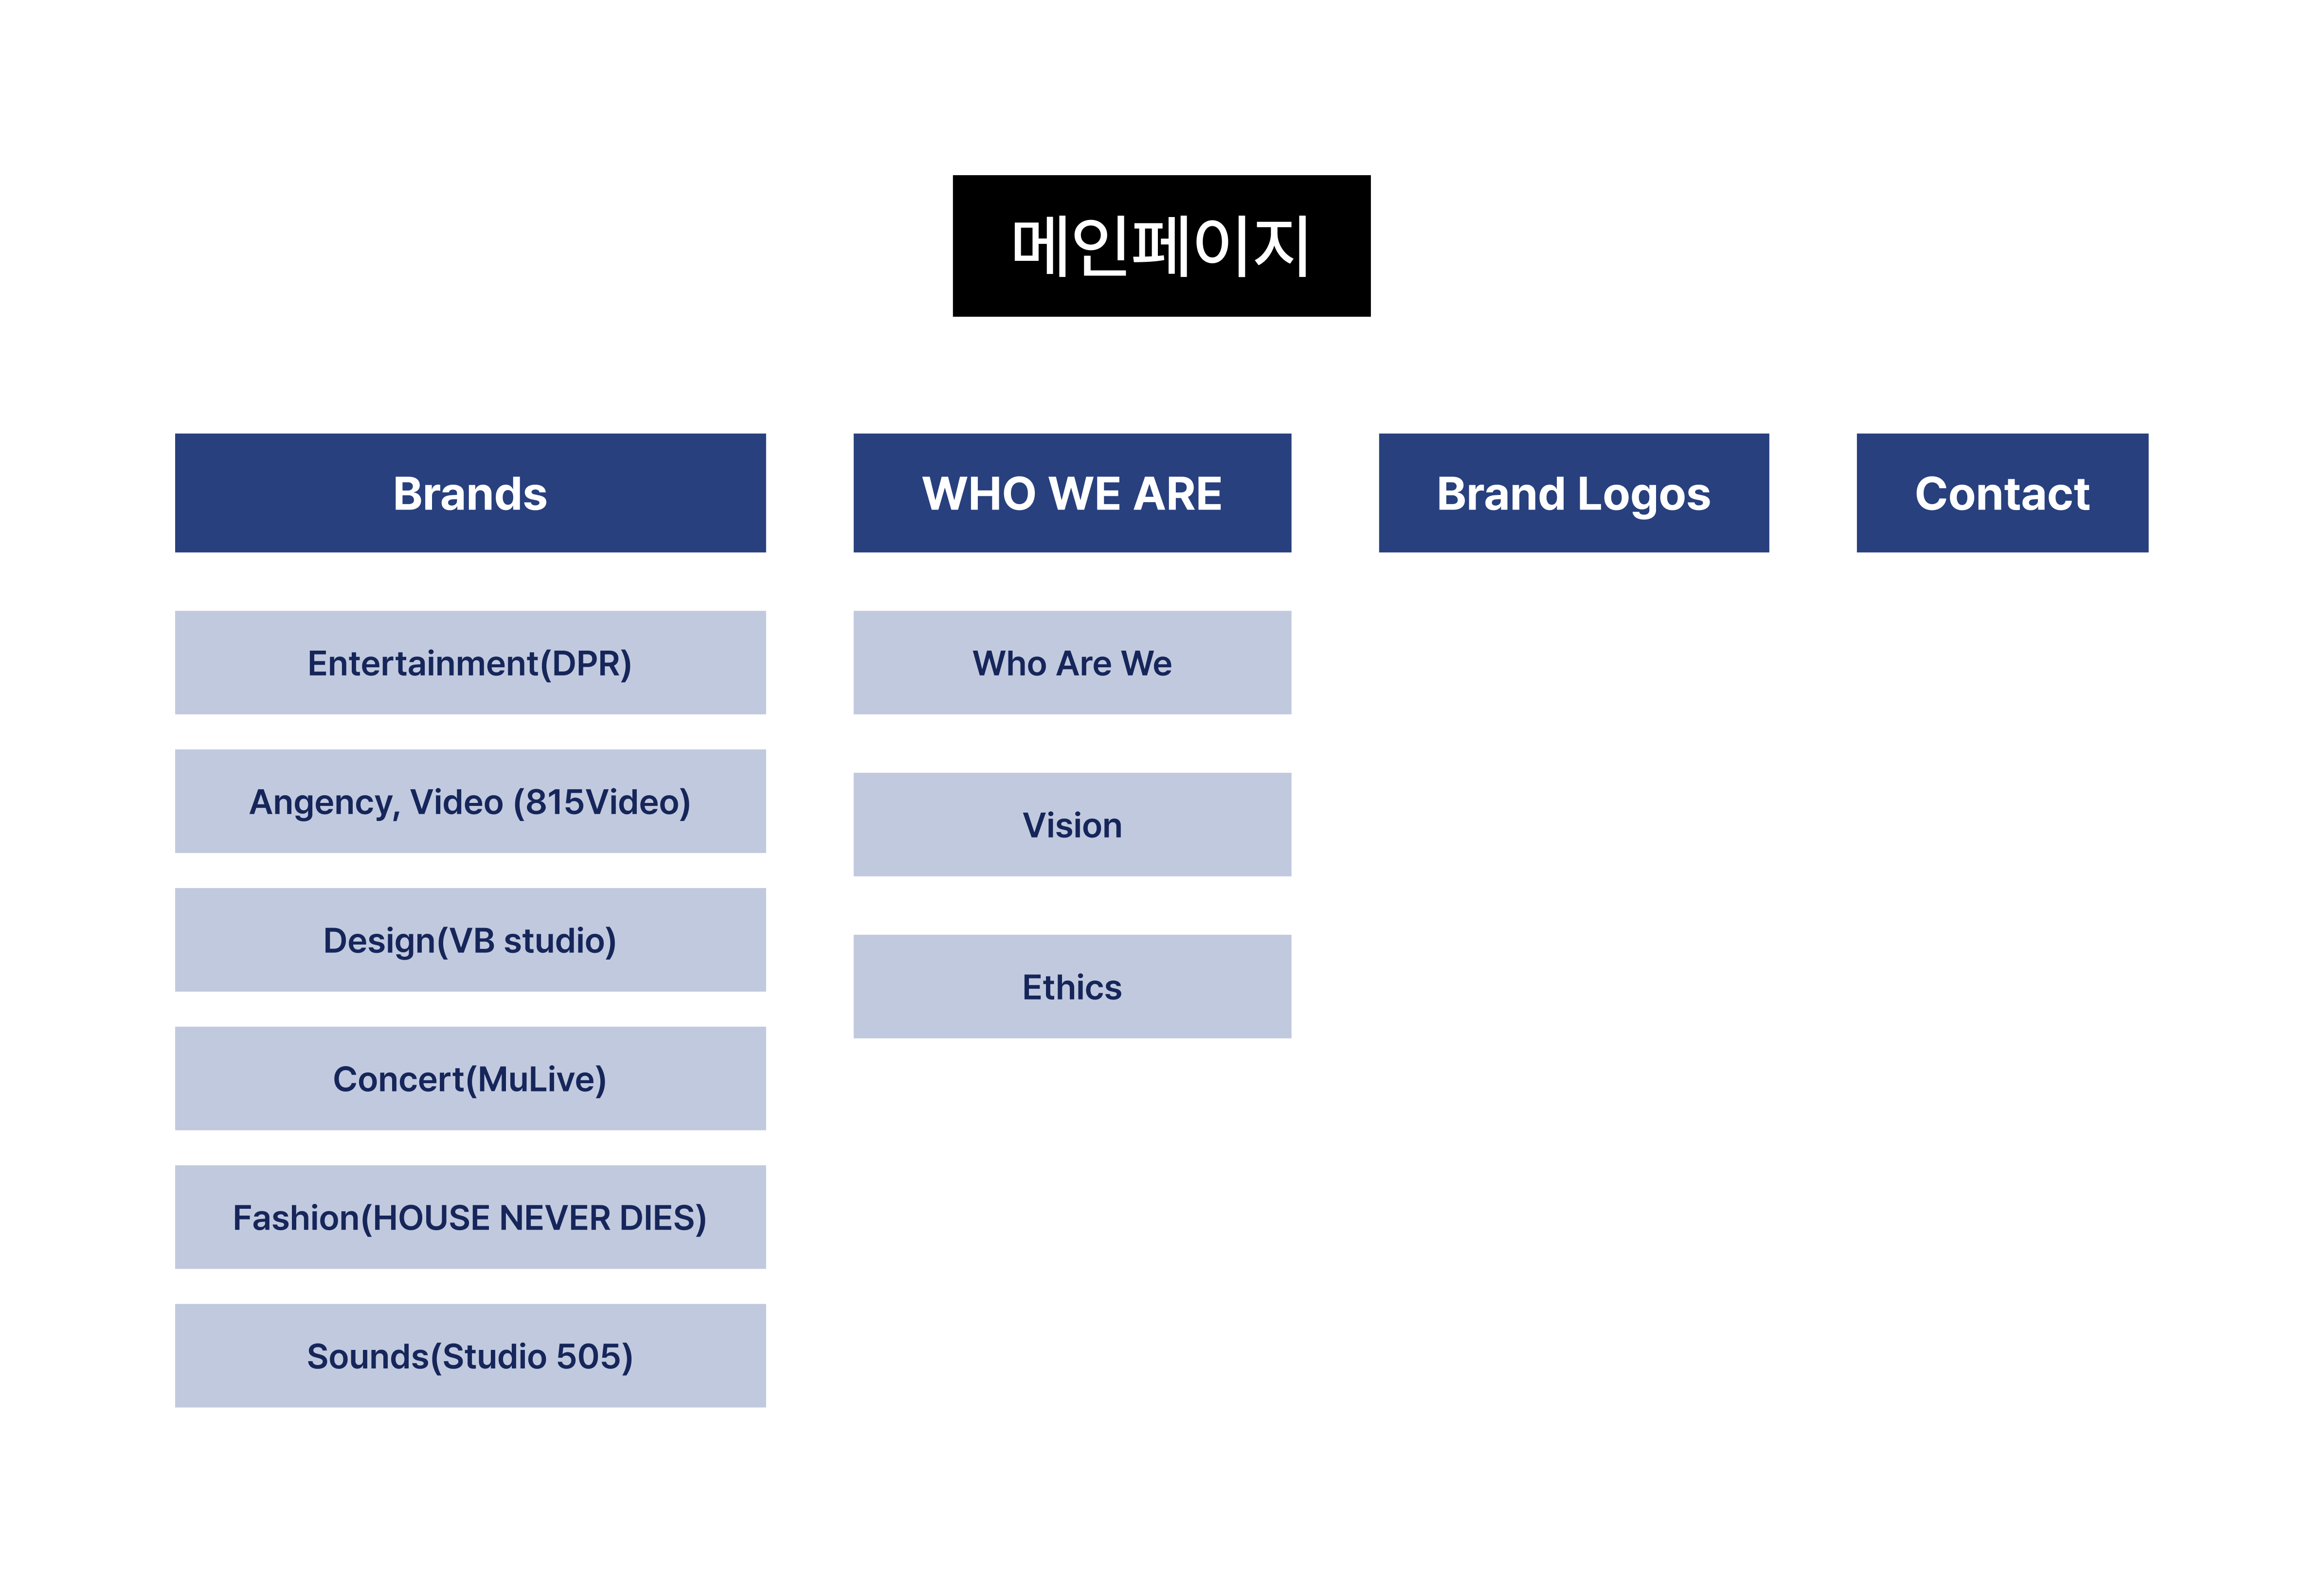 메인페이지
Brands
WHO WE ARE
Brand Logos
Contact
Entertainment(DPR)
Angency, Video (815Video)
Design(VB studio)
Concert(MuLive)
Fashion(HOUSE NEVER DIES)
Sounds(Studio 505)
Who Are We
Vision
Ethics